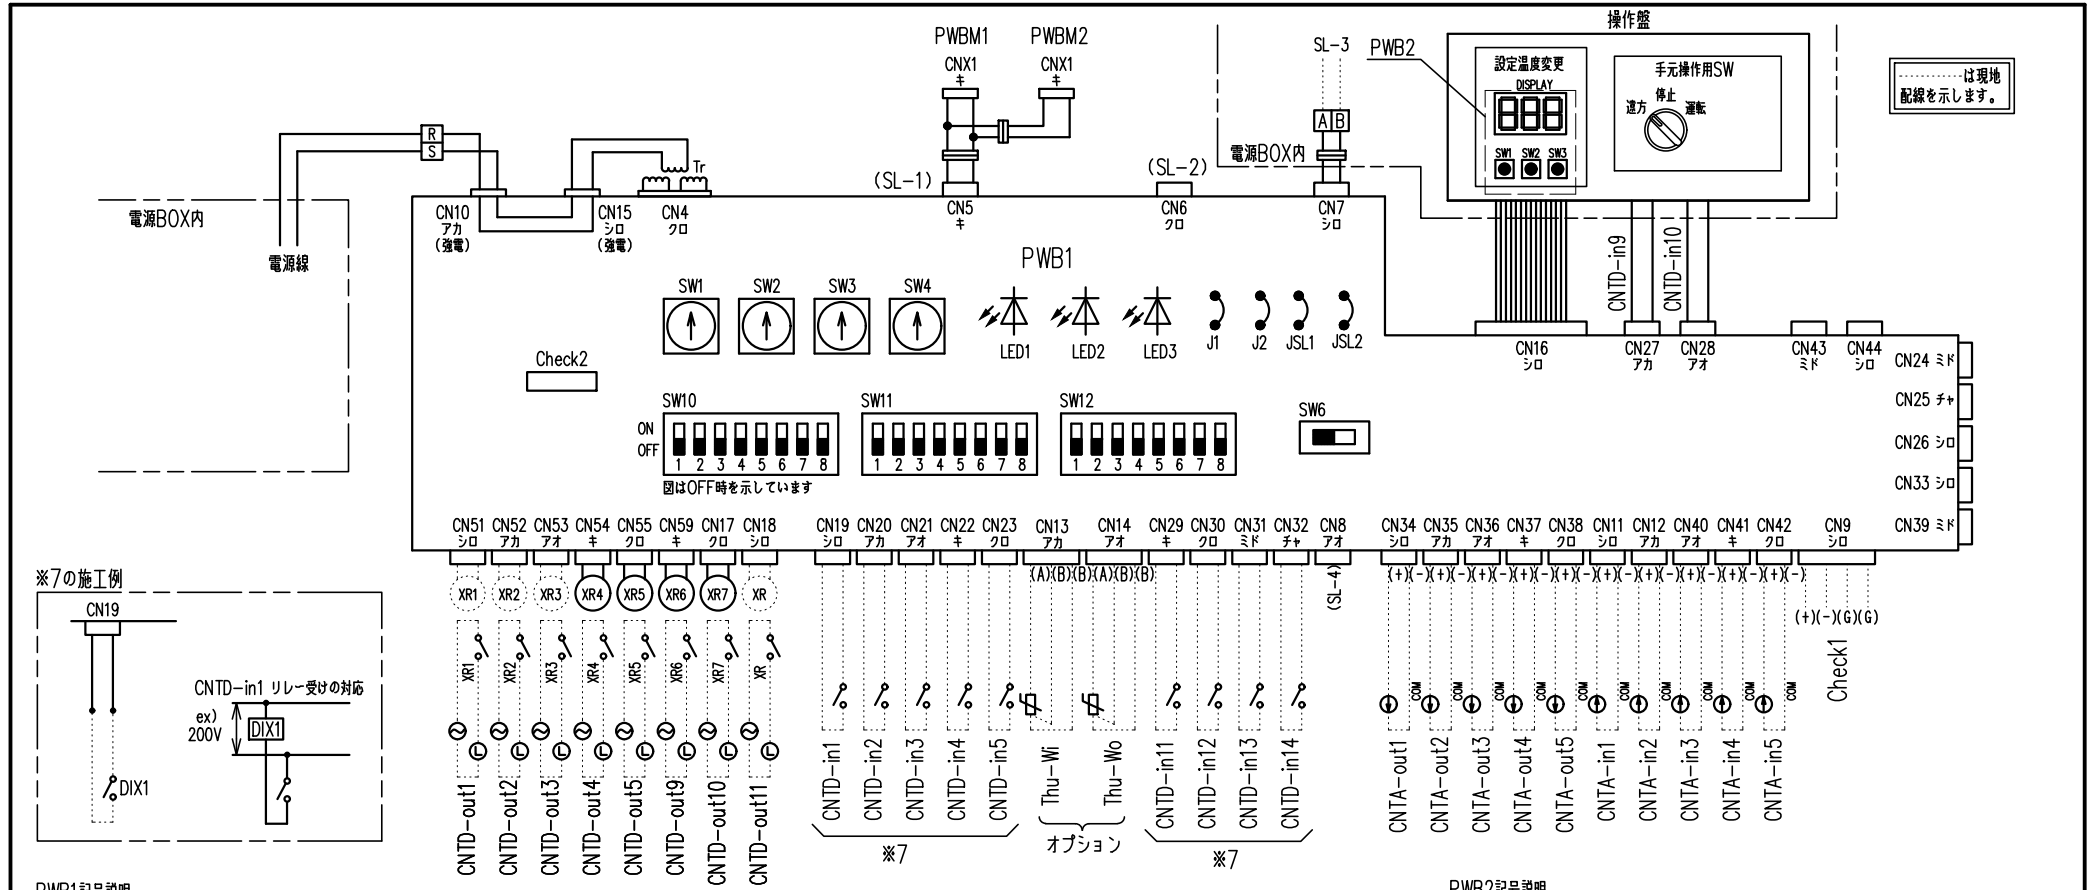 操作盤
PWBM1 PWBM2
CNX1 CNX1
キ キ
SL-3
PWB2
設定温度変更
DISPLAY
888
SW1 SW2 SW3
手元操作用SW
遠方 停止 運転
は現地
配線を示します。
A B
電源BOX内
R
S
Tr
(SL-1)
(SL-2)
電源BOX内
電源線
CN10
アカ
(強電)
CN15
シロ
(強電)
CN4
クロ
CN5
キ
CN6
クロ
CN7
シロ
CNTD-in9
CNTD-in10
PWB1
SW1 SW2 SW3 SW4
LED1 LED2 LED3
J1 J2 JSL1 JSL2
Check2
CN16 CN27 CN28 CN43 CN44
シロ アカ アオ ミド シロ
CN24 ミド
CN25 チャ
CN26 シロ
CN33 シロ
CN39 ミド
SW10 SW11 SW12 SW6
ON
OFF
1 2 3 4 5 6 7 8
1 2 3 4 5 6 7 8
1 2 3 4 5 6 7 8
図はOFF時を示しています
CN51 CN52 CN53 CN54 CN55 CN59 CN17 CN18
シロ アカ アオ キ クロ キ クロ シロ
CN19 CN20 CN21 CN22 CN23 CN13 CN14 CN29 CN30 CN31 CN32 CN8
シロ アカ アオ キ クロ アカ アオ キ クロ ミド チャ アオ
CN34 CN35 CN36 CN37 CN38 CN11 CN12 CN40 CN41 CN42 CN9
シロ アカ アオ キ クロ シロ アカ アオ キ クロ シロ
(A)(B)(B)(A)(B)(B)
(SL-4)
(+)(-)(+)(-)(+)(-)(+)(-)(+)(-)(+)(-)(+)(-)(+)(-)(+)(-)(+)(-)
(+)(-)(G)(G)
Check1
XR1 XR2 XR3 XR4 XR5 XR6 XR7 XR
XR1 XR2 XR3 XR4 XR5 XR6 XR7 XR
L L L L L L L L
COM COM COM COM COM COM COM COM COM COM
CNTD-out1 CNTD-out2 CNTD-out3 CNTD-out4 CNTD-out5 CNTD-out9 CNTD-out10 CNTD-out11
CNTD-in1 CNTD-in2 CNTD-in3 CNTD-in4 CNTD-in5
Thu-Wi Thu-Wo
CNTD-in11 CNTD-in12 CNTD-in13 CNTD-in14
CNTA-out1 CNTA-out2 CNTA-out3 CNTA-out4 CNTA-out5
CNTA-in1 CNTA-in2 CNTA-in3 CNTA-in4 CNTA-in5
※7 オプション ※7
※7の施工例
CN19
CNTD-in1 リレー受けの対応
ex)
200V
DIX1
DIX1
PWB1記号説明
PWB2記号説明